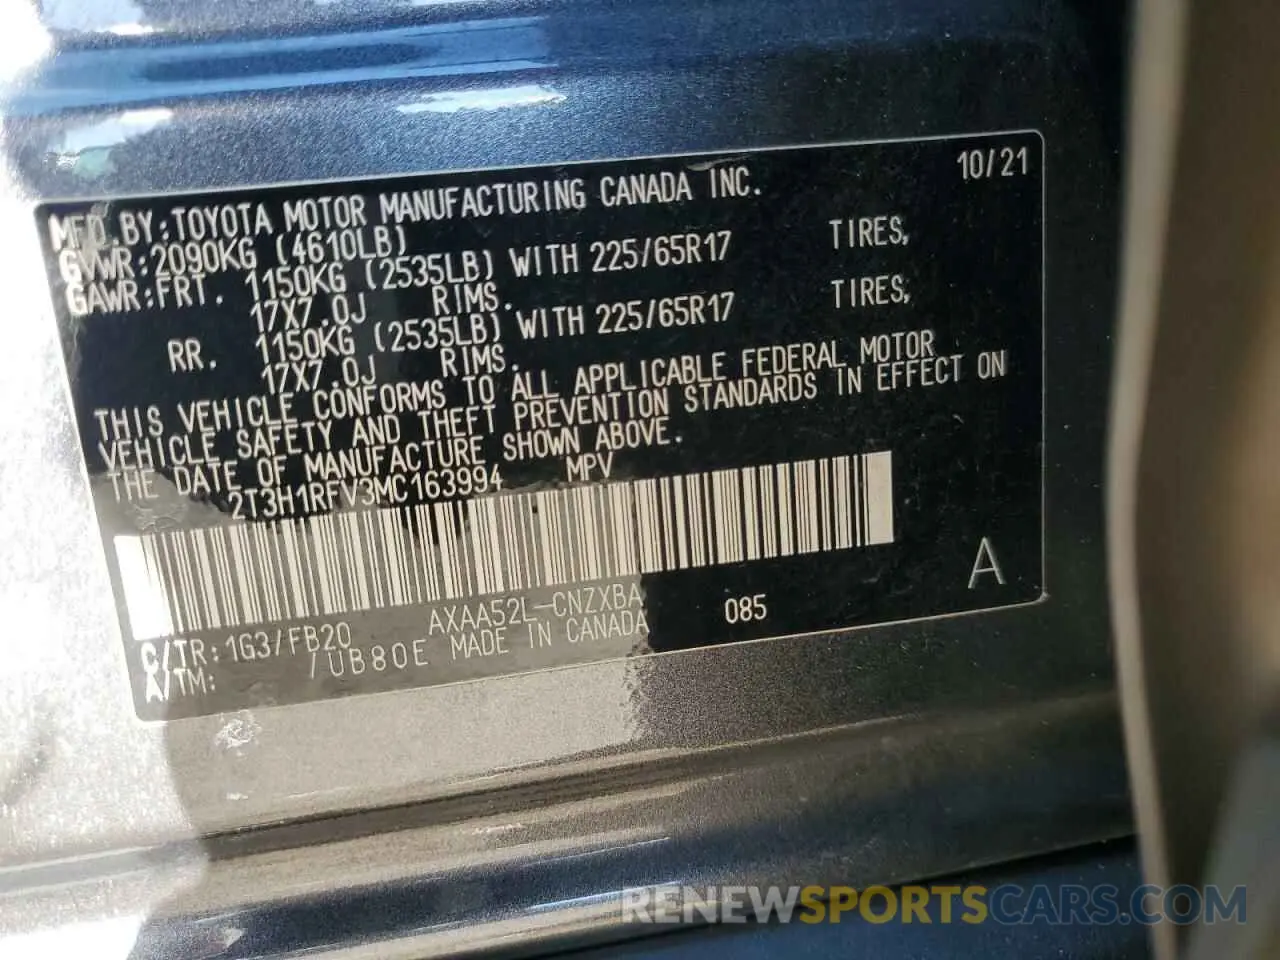 10/21
MFD.BY:TOYOTA MOTOR MANUFACTURING CANADA INC.
GVWR:2090KG (4610LB)
GAWR:FRT. 1150KG (2535LB) WITH 225/65R17 TIRES,
17X7.0J RIMS.
RR. 1150KG (2535LB) WITH 225/65R17 TIRES,
17X7.0J RIMS.
THIS VEHICLE CONFORMS TO ALL APPLICABLE FEDERAL MOTOR
VEHICLE SAFETY AND THEFT PREVENTION STANDARDS IN EFFECT ON
THE DATE OF MANUFACTURE SHOWN ABOVE.
2T3H1RFV3MC163994 MPV
A
C/TR:1G3/FB20 AXAA52L-CNZXBA 085
A/TM: /UB80E MADE IN CANADA
RENEWSPORTSCARS.COM